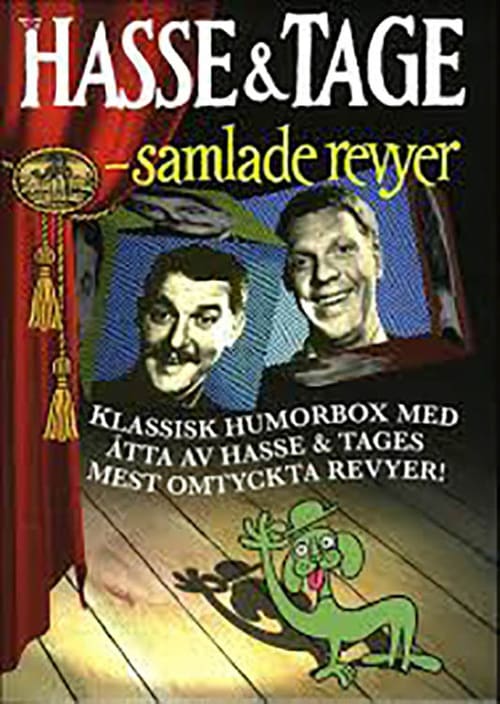 HASSE & TAGE
–samlade revyer
KLASSISK HUMORBOX MED
ÅTTA AV HASSE & TAGES
MEST OMTYCKTA REVYER!